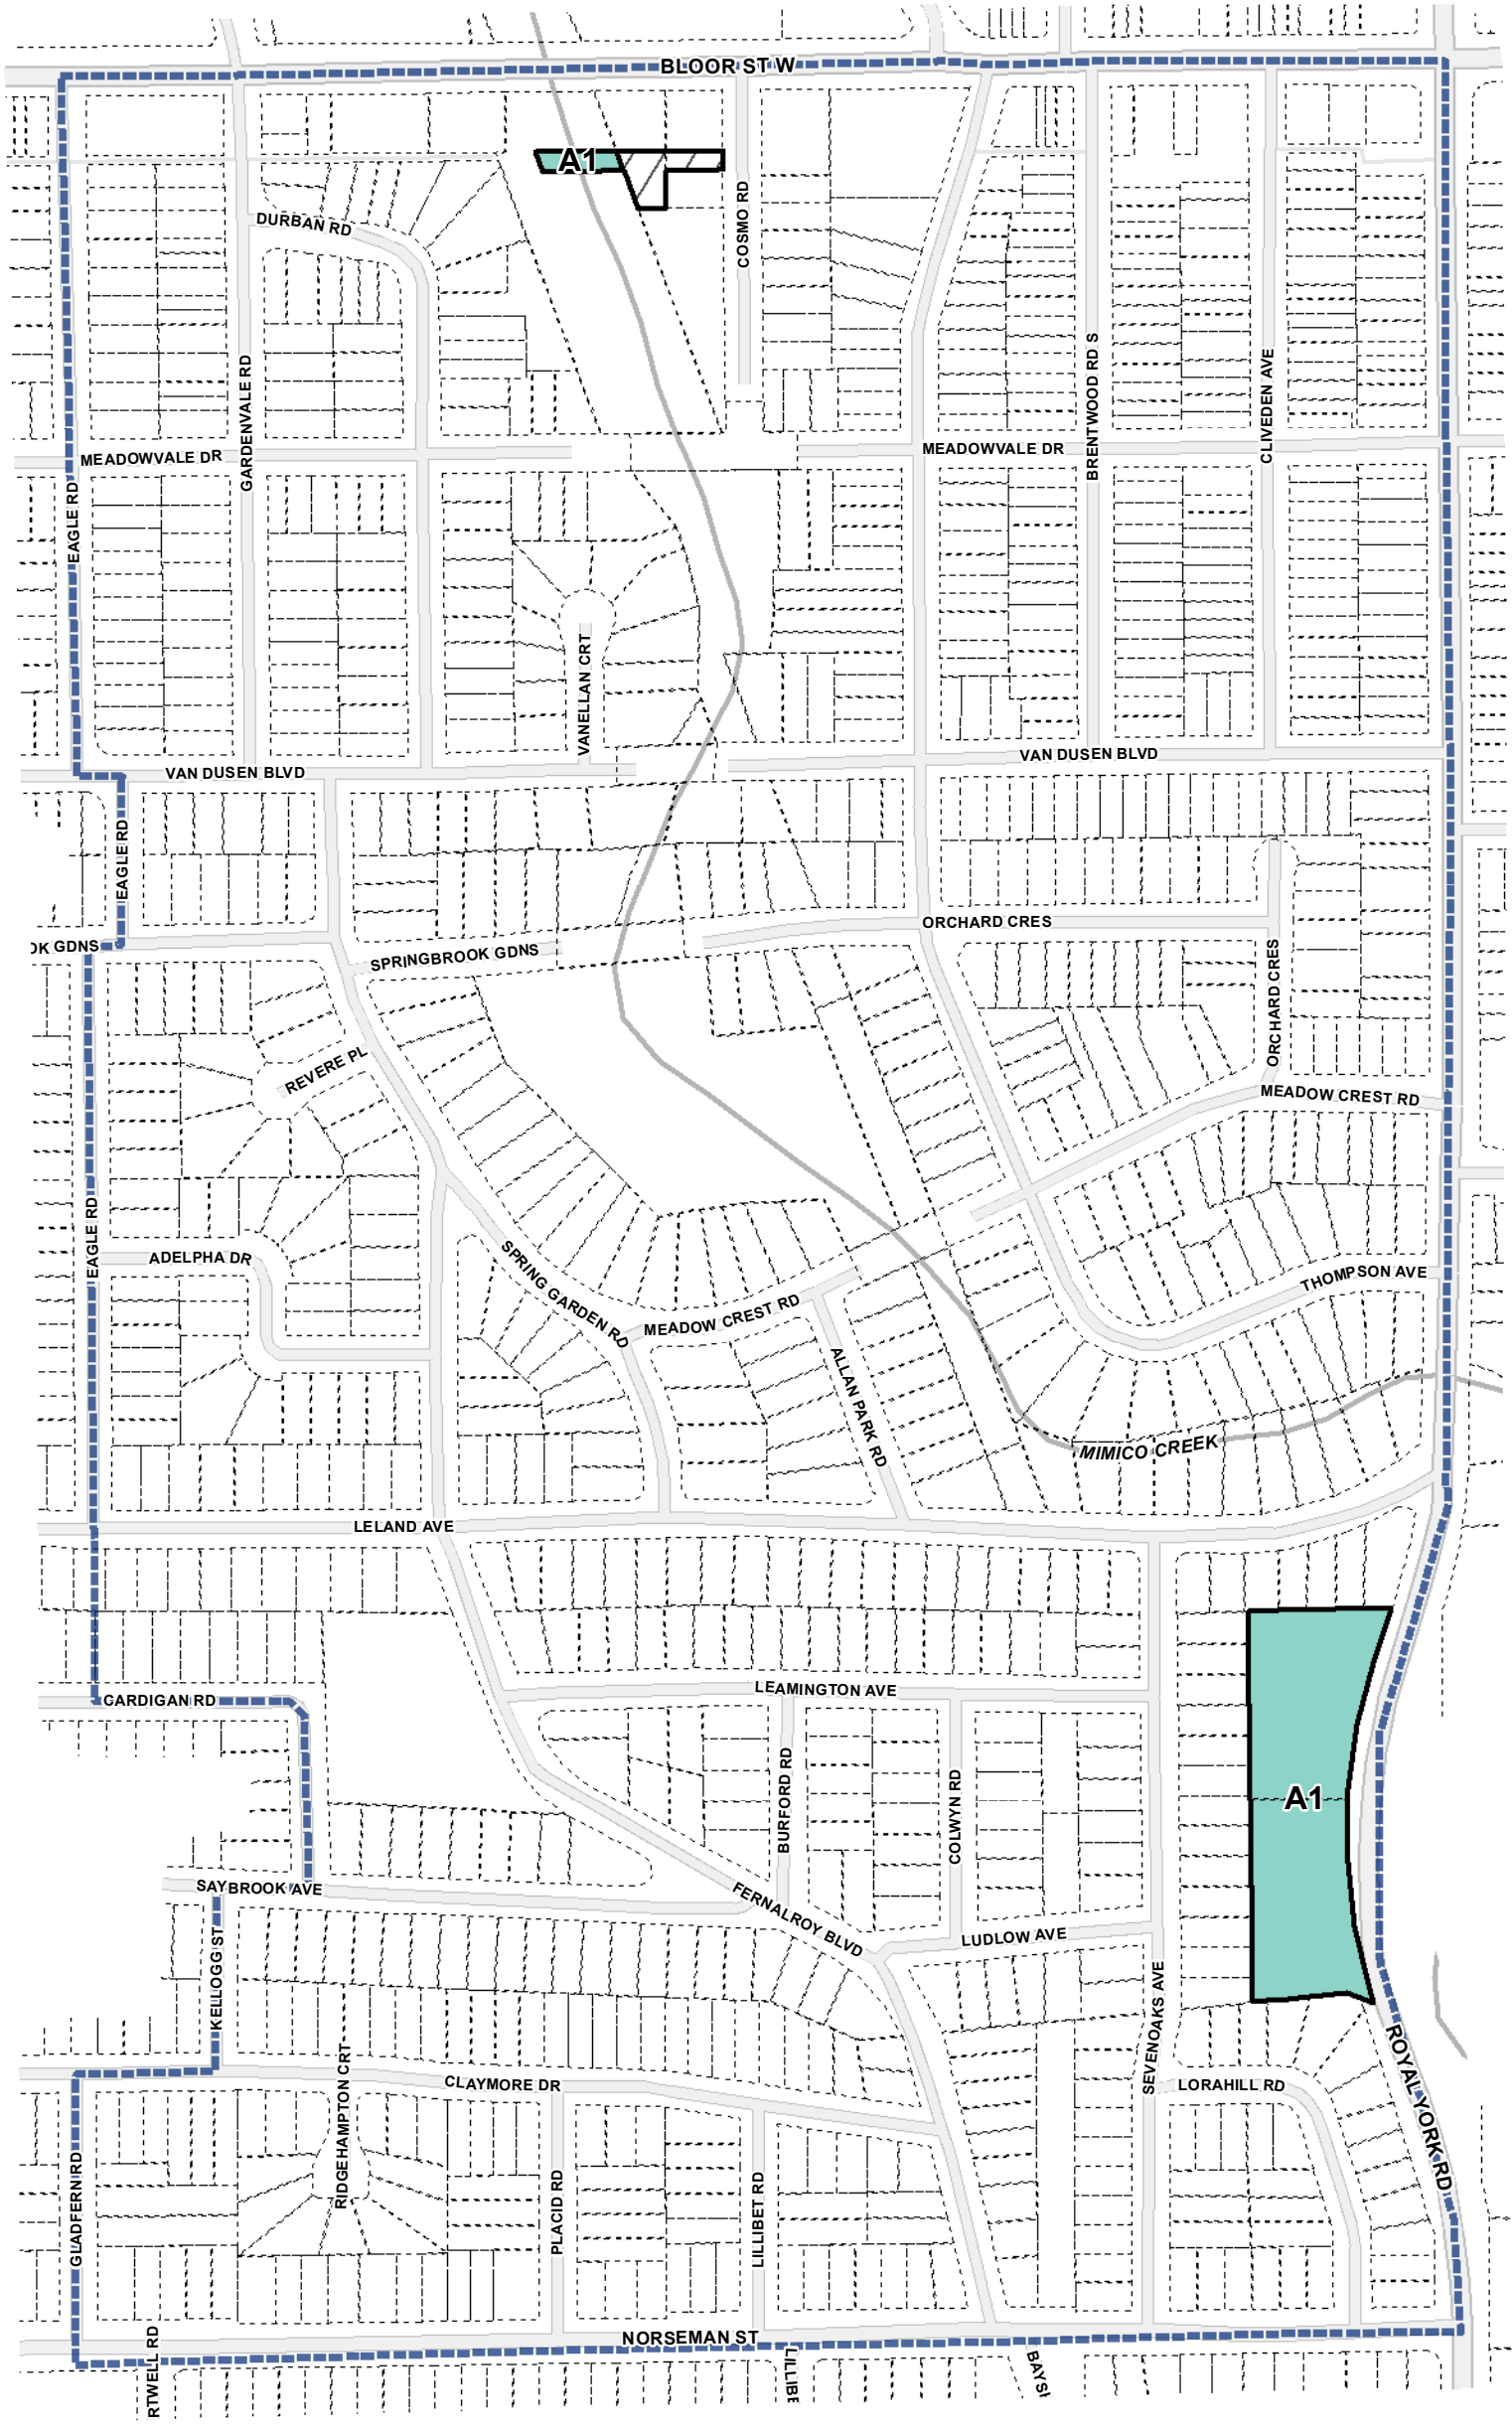 BLOOR ST W
A1
COSMO RD
DURBAN RD
GARDENVALE RD
BRENTWOOD RD S
CLIVEDEN AVE
MEADOWVALE DR
MEADOWVALE DR
EAGLE RD
VANELLAN CRT
VAN DUSEN BLVD
VAN DUSEN BLVD
EAGLE RD
OK GDNS
SPRINGBROOK GDNS
ORCHARD CRES
ORCHARD CRES
REVERE PL
MEADOW CREST RD
EAGLE RD
ADELPHA DR
SPRING GARDEN RD
THOMPSON AVE
MEADOW CREST RD
ALLAN PARK RD
MIMICO CREEK
LELAND AVE
LEAMINGTON AVE
CARDIGAN RD
BURFORD RD
COLWYN RD
A1
SAYBROOK AVE
FERNALROY BLVD
LUDLOW AVE
KELLOGG ST
SEVENOAKS AVE
ROYAL YORK RD
CLAYMORE DR
LORAHILL RD
RIDGEHAMPTON CRT
GLADFERN RD
PLACID RD
LILLIBET RD
NORSEMAN ST
RTWELL RD
LILLIBE
BAYS